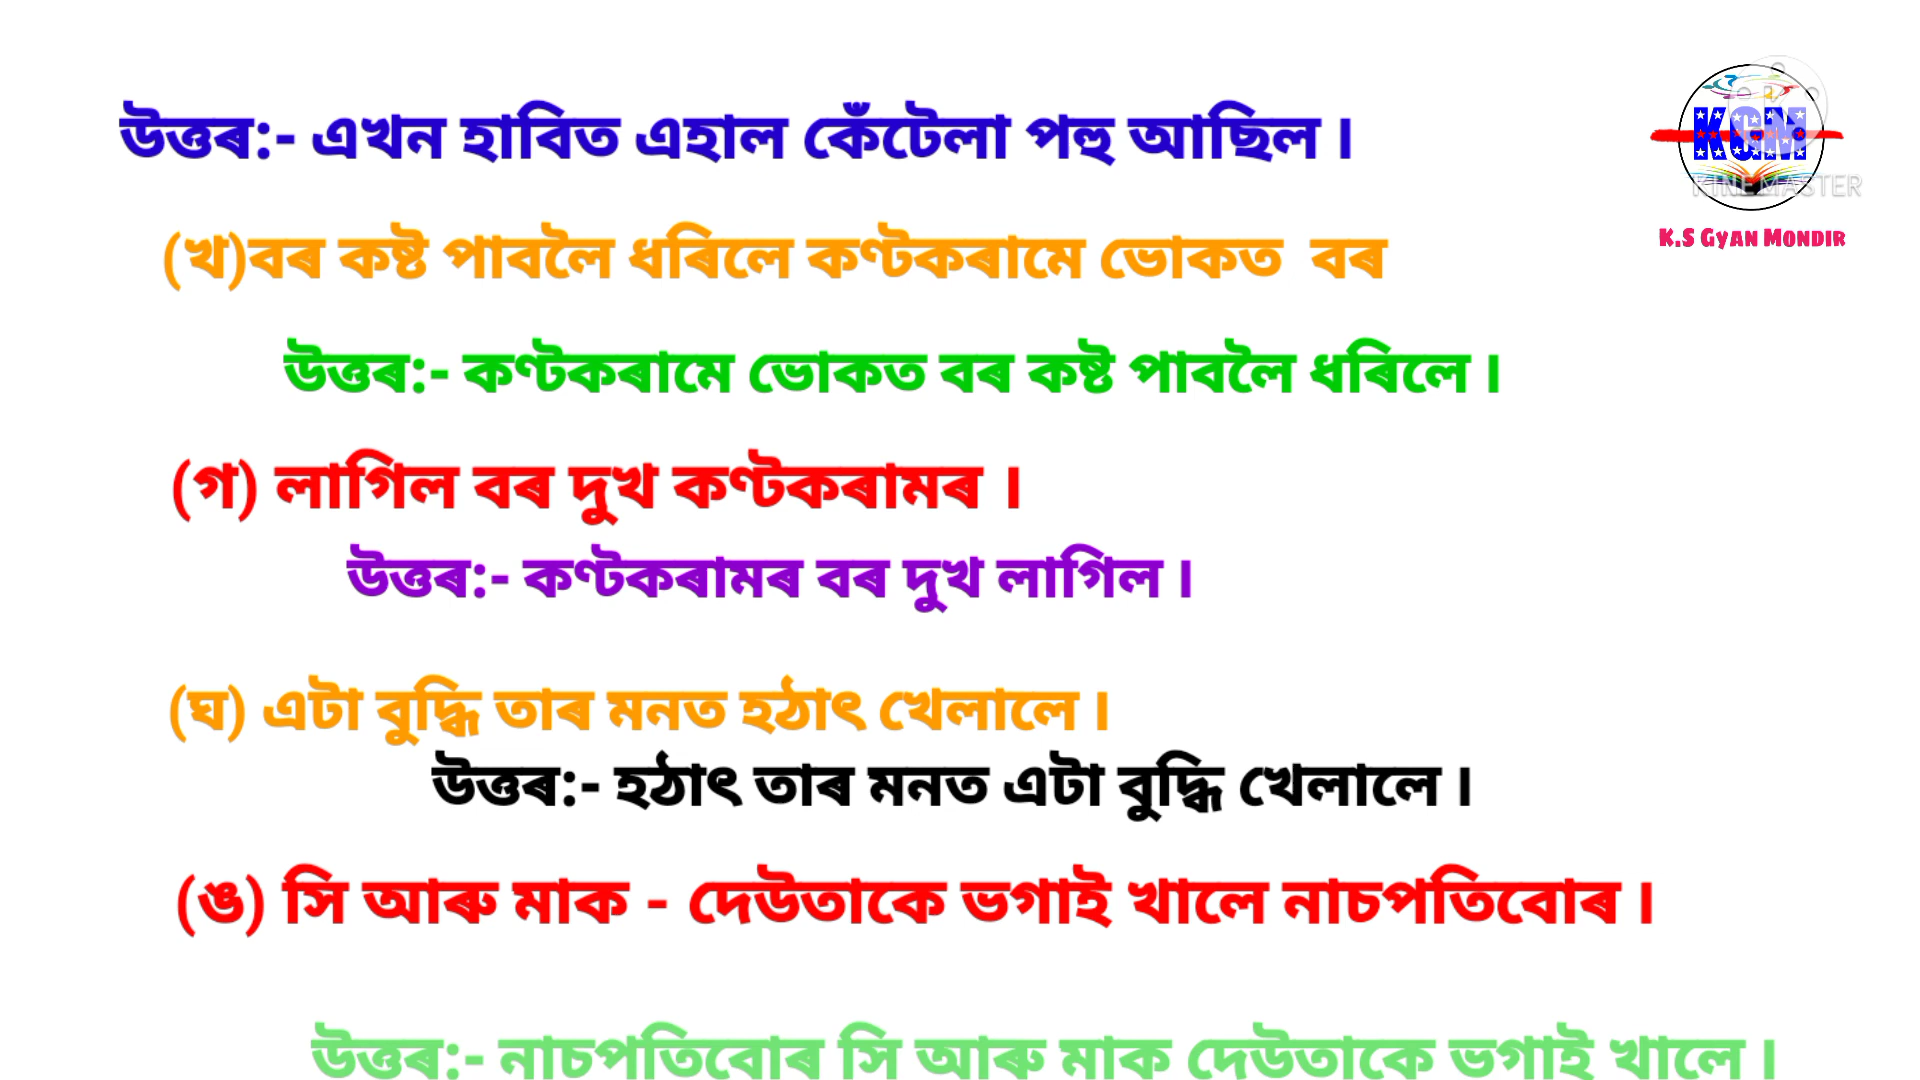 উত্তৰ:- এখন হাবিত এহাল কেঁটেলা পহু আছিল ।
KGM
KINEMASTER
K.S GYAN MONDIR
(খ)বৰ কষ্ট পাবলৈ ধৰিলে কণ্টকৰামে ভোকত বৰ
উত্তৰ:- কণ্টকৰামে ভোকত বৰ কষ্ট পাবলৈ ধৰিলে ।
(গ) লাগিল বৰ দুখ কণ্টকৰামৰ ।
উত্তৰ:- কণ্টকৰামৰ বৰ দুখ লাগিল ।
(ঘ) এটা বুদ্ধি তাৰ মনত হঠাৎ খেলালে ।
উত্তৰ:- হঠাৎ তাৰ মনত এটা বুদ্ধি খেলালে ।
(ঙ) সি আৰু মাক - দেউতাকে ভগাই খালে নাচপতিবোৰ ।
উত্তৰ:- নাচপতিবোৰ সি আৰু মাক দেউতাকে ভগাই খালে ।